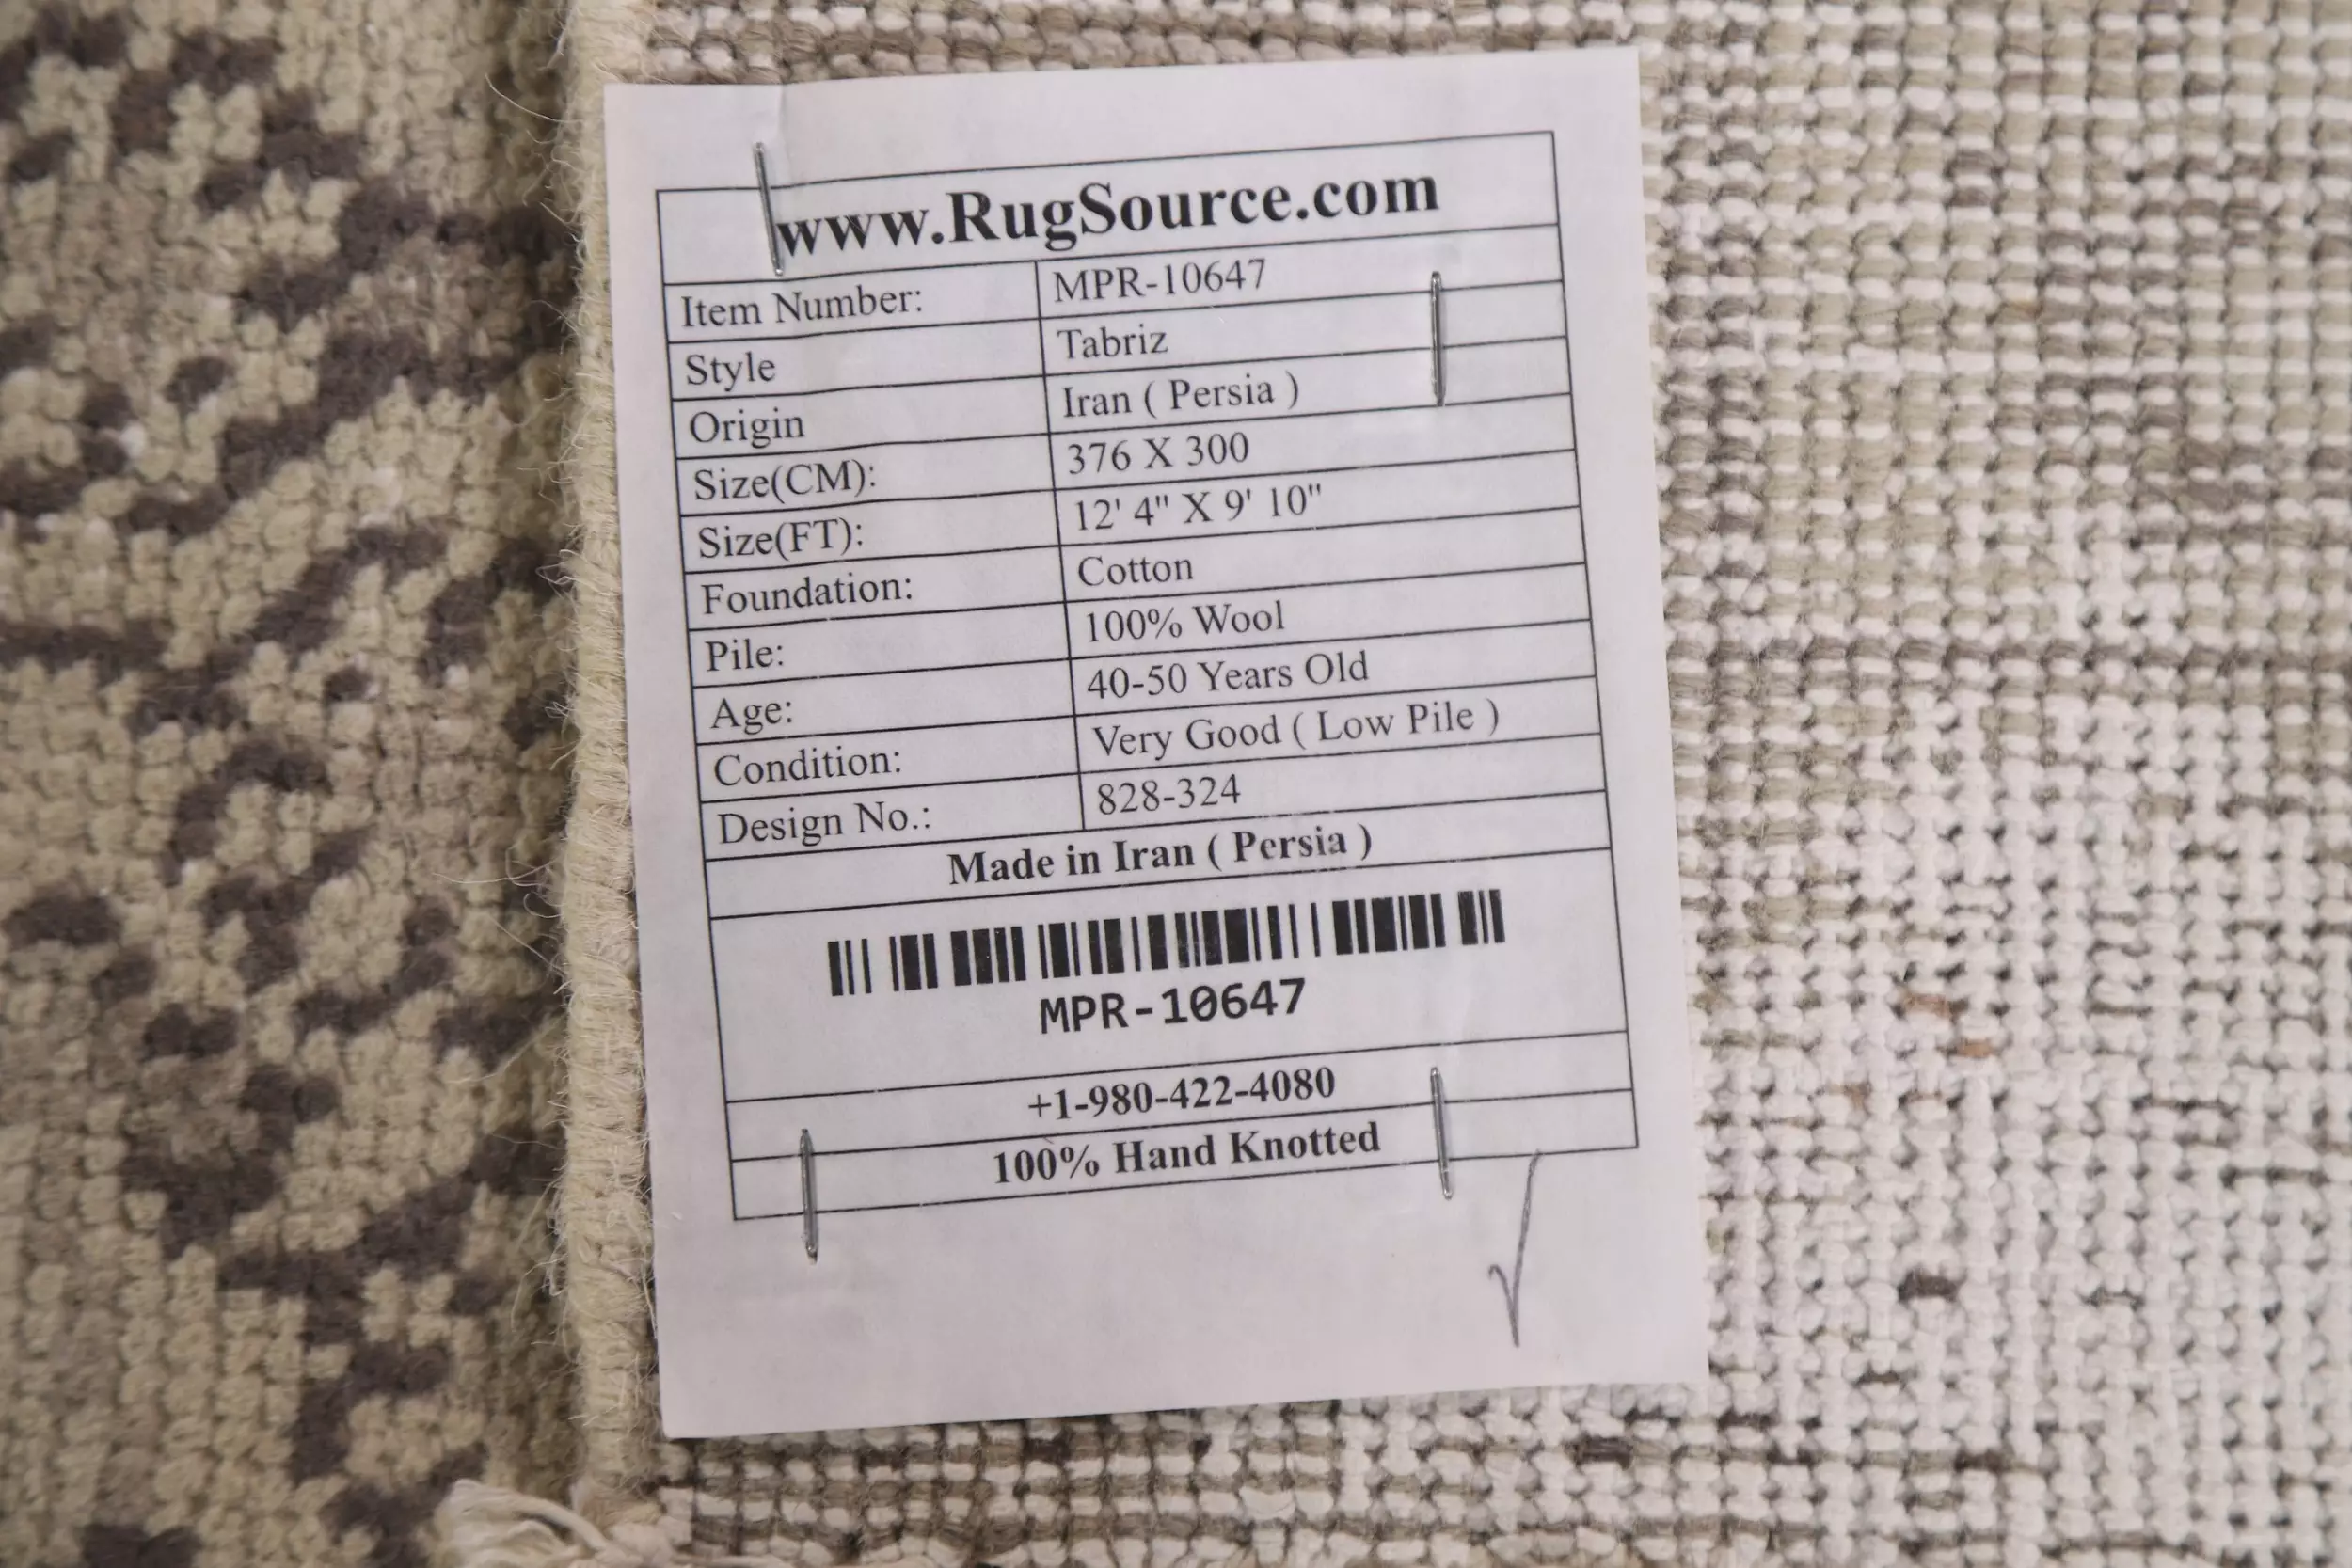 www.RugSource.com
Item Number: MPR-10647
Style Tabriz
Origin Iran ( Persia )
Size(CM): 376 X 300
Size(FT): 12' 4" X 9' 10"
Foundation: Cotton
Pile: 100% Wool
Age: 40-50 Years Old
Condition: Very Good ( Low Pile )
Design No.: 828-324
Made in Iran ( Persia )
MPR-10647
+1-980-422-4080
100% Hand Knotted